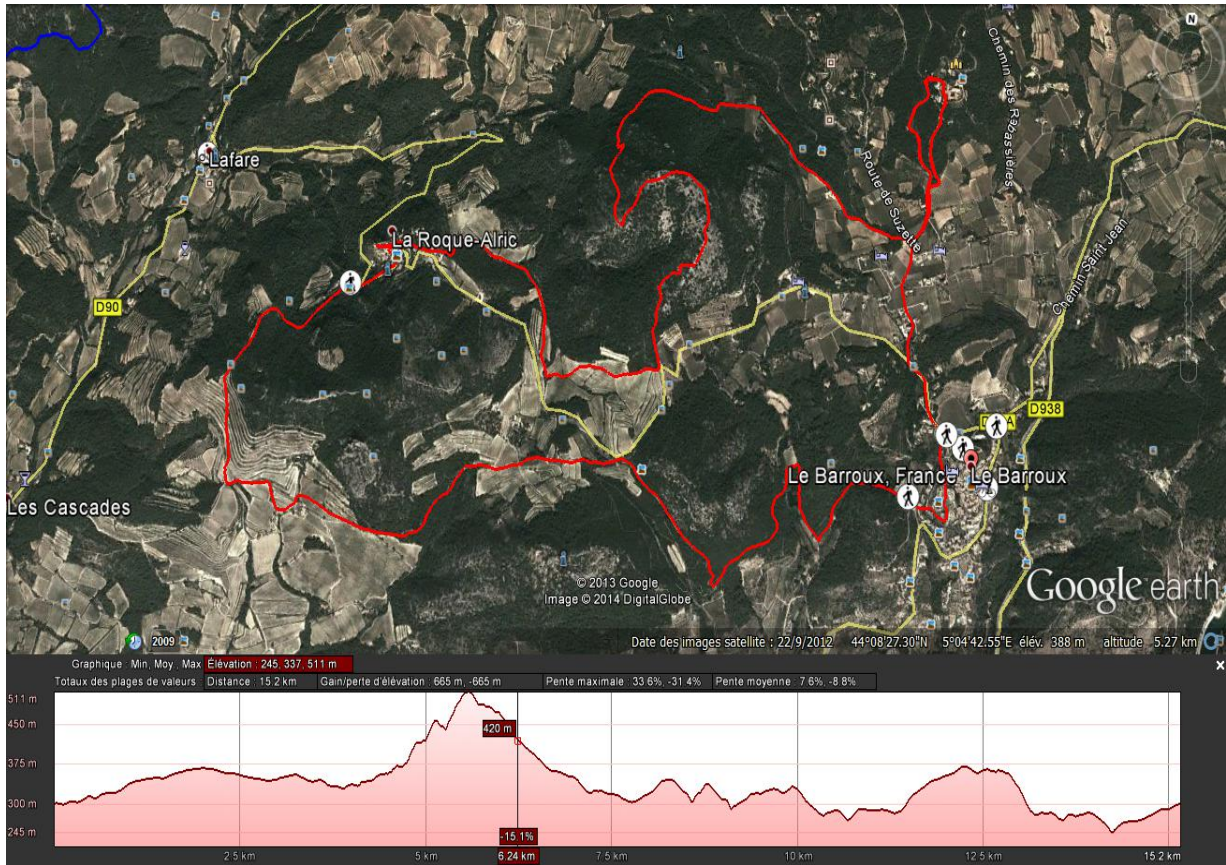 N
Chemin des Rabassières
Lafare
Route de Suzette
La Roque-Alric
Chemin Saint Jean
D90
D938
Le Barroux, France
Le Barroux
Les Cascades
© 2013 Google
Image © 2014 DigitalGlobe
Google earth
2009
Date des images satellite : 22/9/2012 44°08'27.30"N 5°04'42.55"E élév. 388 m altitude 5.27 km
Graphique : Min, Moy., Max Élévation : 245, 337, 511 m
Totaux des plages de valeurs Distance : 15.2 km Gain/perte d'élévation : 665 m, -665 m Pente maximale : 33.6%, -31.4% Pente moyenne : 7.6%, -8.8%
511 m
450 m
420 m
375 m
300 m
245 m
-15.1%
2.5 km 5 km 6.24 km 7.5 km 10 km 12.5 km 15.2 km